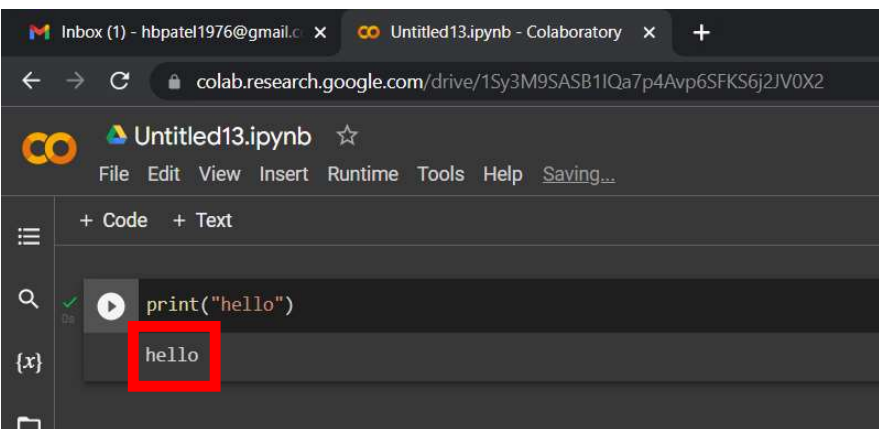 Inbox (1) - hbpatel1976@gmail.c
Untitled13.ipynb - Colaboratory
colab.research.google.com/drive/1Sy3M9SASB1IQa7p4Avp6SFKS6j2JV0X2
Untitled13.ipynb
File Edit View Insert Runtime Tools Help Saving...
+ Code + Text
print("hello")
0s
hello
{x}